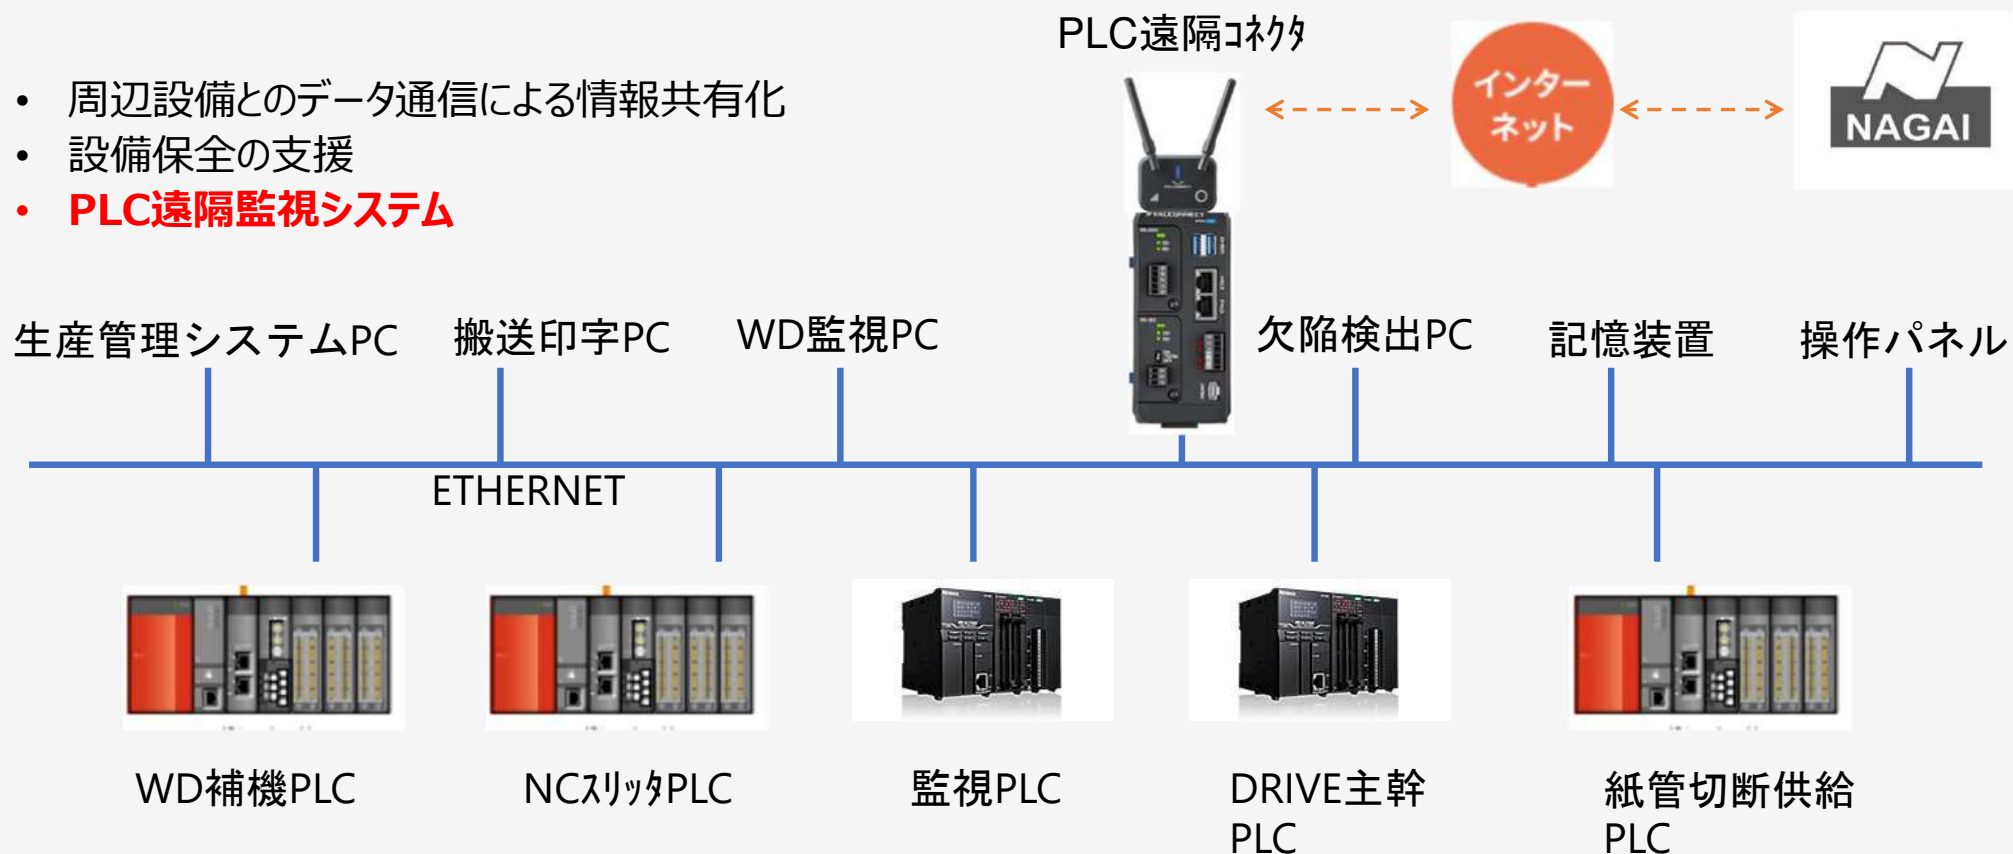 PLC遠隔ｺﾈｸﾀ
インター
ネット
NAGAI
• 周辺設備とのデータ通信による情報共有化
• 設備保全の支援
• PLC遠隔監視システム
生産管理システムPC
搬送印字PC
WD監視PC
欠陥検出PC
記憶装置
操作パネル
ETHERNET
WD補機PLC
NCｽﾘｯﾀPLC
監視PLC
DRIVE主幹
PLC
紙管切断供給
PLC